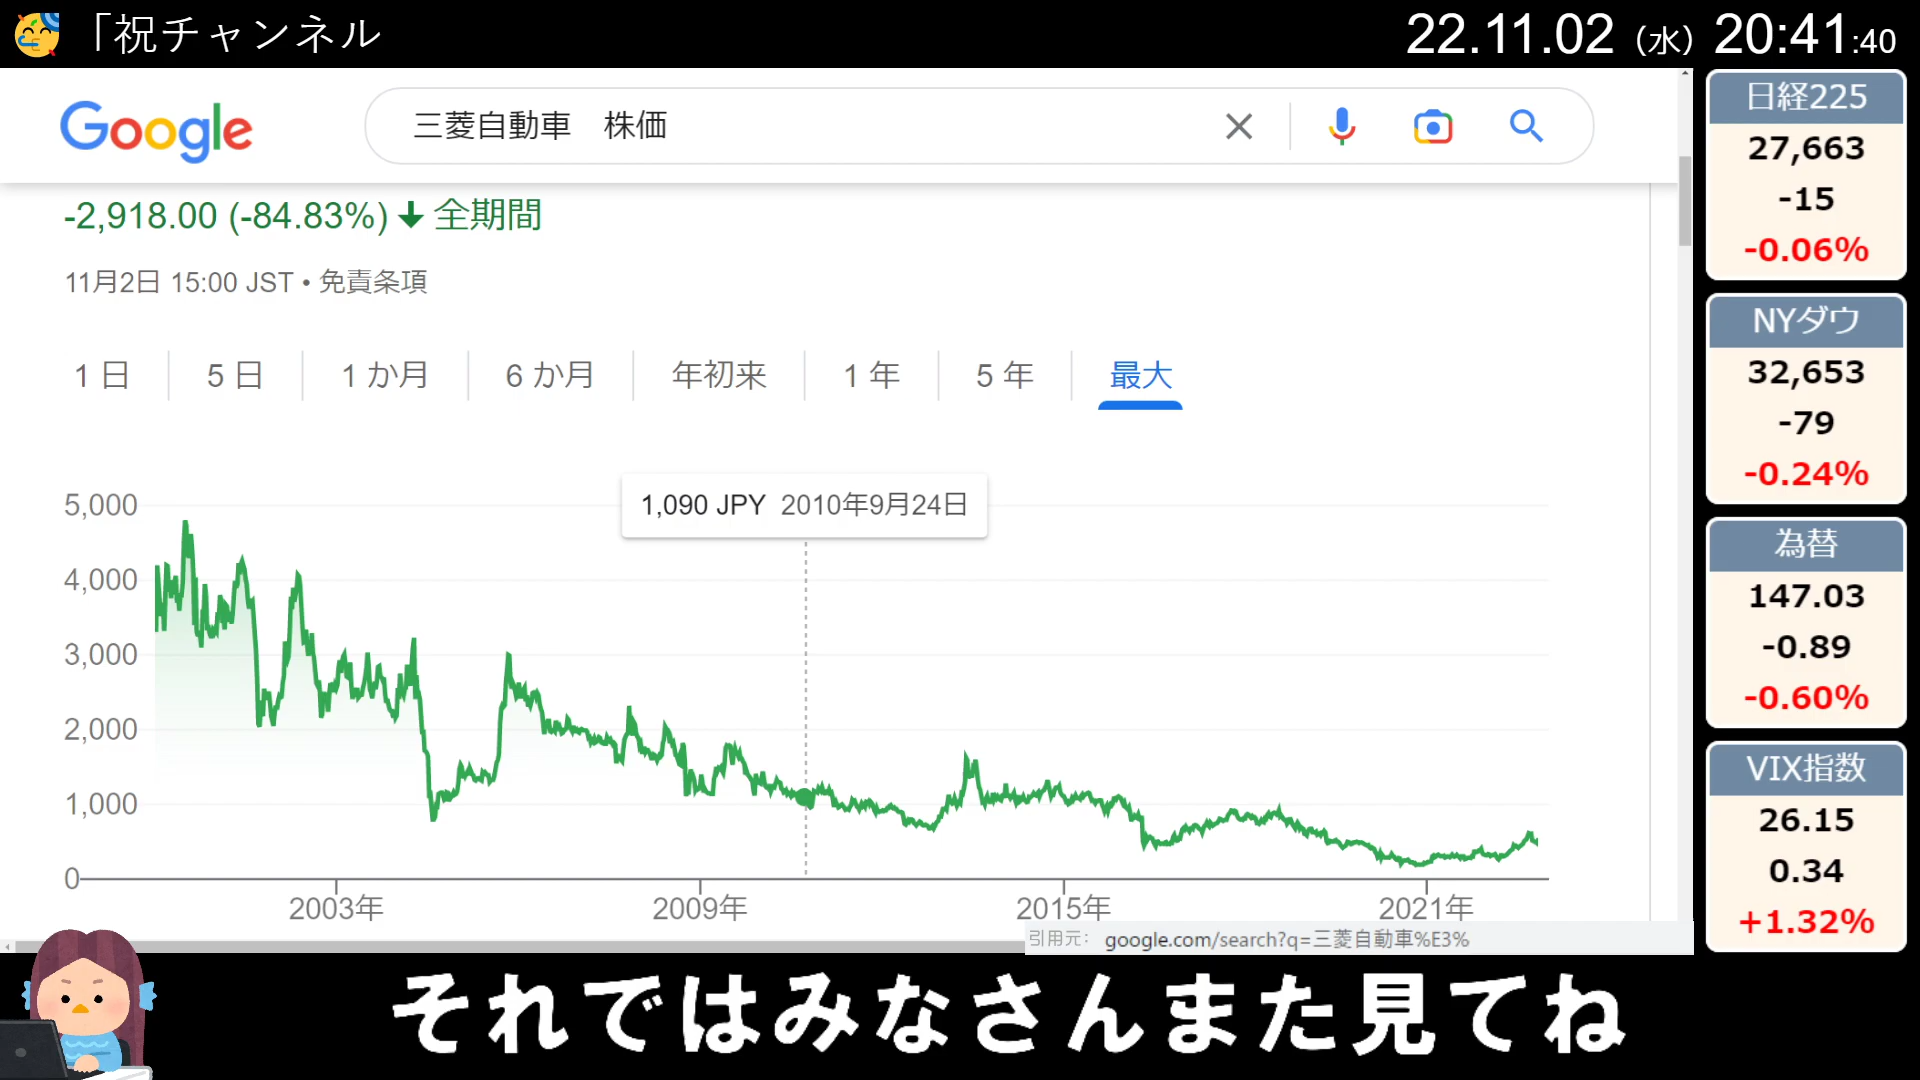 「祝チャンネル
22.11.02 (水) 20:41:40
Google
三菱自動車　株価
-2,918.00 (-84.83%) 全期間
11月2日 15:00 JST • 免責条項
1 日
5 日
1 か月
6 か月
年初来
1 年
5 年
最大
1,090 JPY 2010年9月24日
5,000
4,000
3,000
2,000
1,000
0
2003年
2009年
2015年
2021年
引用元： google.com/search?q=三菱自動車%E3%
日経225
27,663
-15
-0.06%
NYダウ
32,653
-79
-0.24%
為替
147.03
-0.89
-0.60%
VIX指数
26.15
0.34
+1.32%
それではみなさんまた見てね